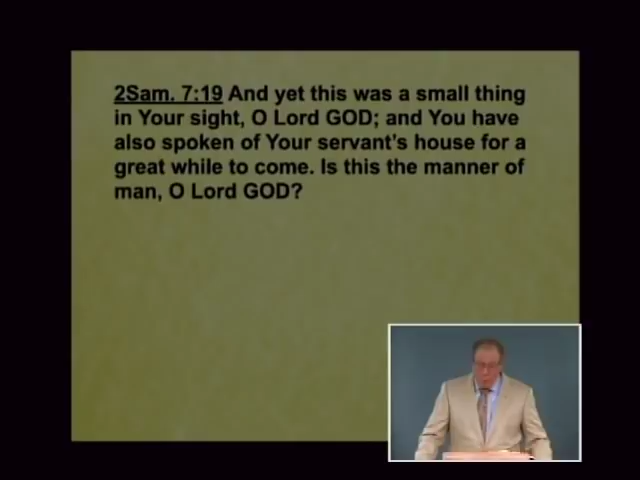 2Sam. 7:19 And yet this was a small thing
in Your sight, O Lord GOD; and You have
also spoken of Your servant's house for a
great while to come. Is this the manner of
man, O Lord GOD?